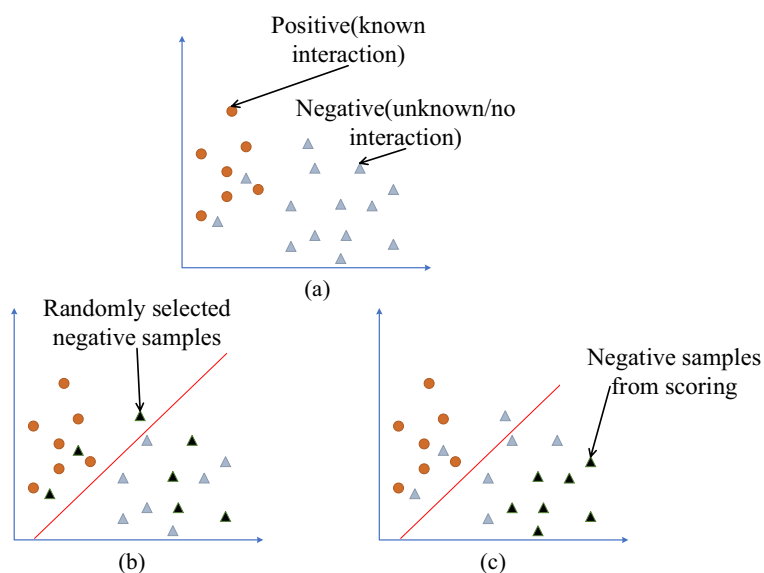 Positive(known
interaction)
Negative(unknown/no
interaction)
(a)
Randomly selected
negative samples
(b)
Negative samples
from scoring
(c)